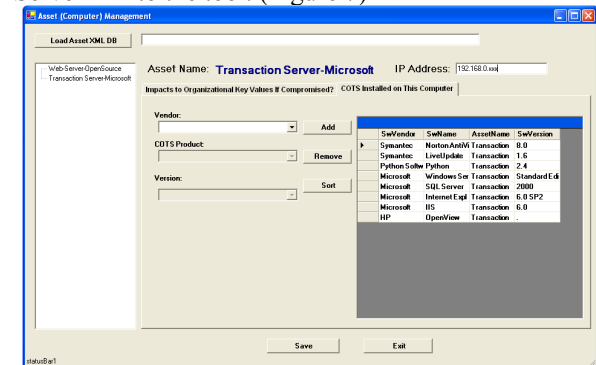 Asset (Computer) Management
Load Asset XML DB
Web-Server-OpenSource
Transaction Server-Microsoft
Asset Name: Transaction Server-Microsoft IP Address: 192.168.0.xxx
Impacts to Organizational Key Values If Compromised? COTS Installed on This Computer
Vendor:
Add
COTS Product:
Remove
Version:
Sort
SwVendor SwName AssetName SwVersion
Symantec NortonAntiVi Transaction 8.0
Symantec LiveUpdate Transaction 1.6
Python Softw Python Transaction 2.4
Microsoft Windows Ser Transaction Standard Edi
Microsoft SQL Server Transaction 2000
Microsoft Internet Expl Transaction 6.0 SP2
Microsoft IIS Transaction 6.0
HP OpenView Transaction .
Save Exit
statusBar1